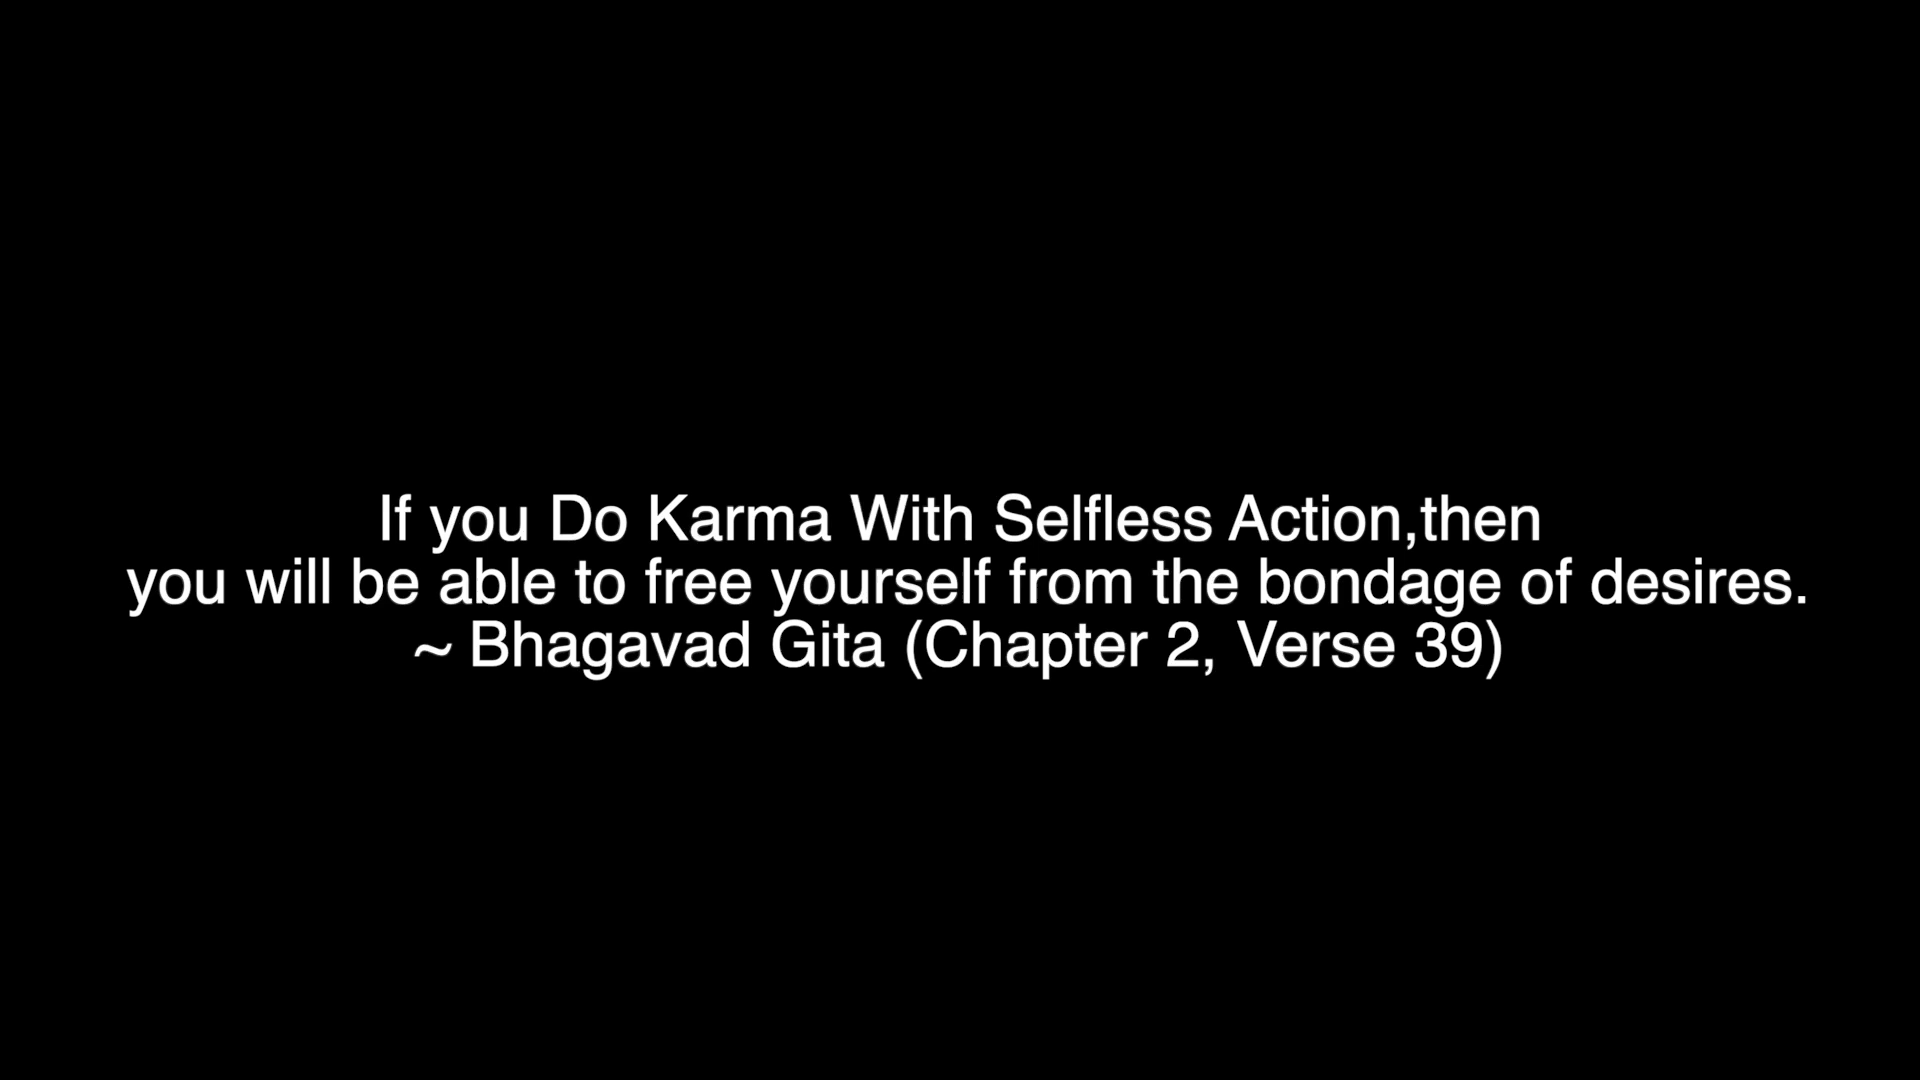 If you Do Karma With Selfless Action,then
you will be able to free yourself from the bondage of desires.
~ Bhagavad Gita (Chapter 2, Verse 39)